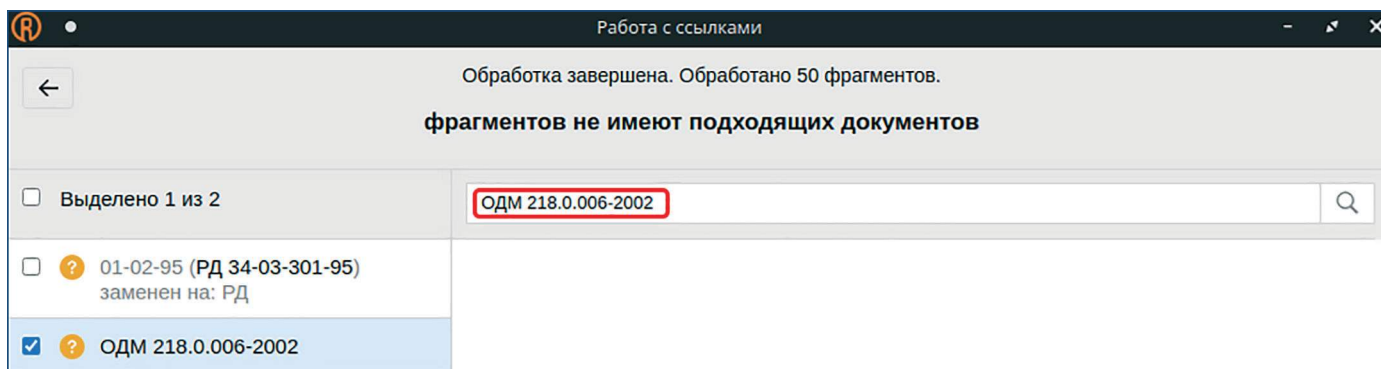 Работа с ссылками
Обработка завершена. Обработано 50 фрагментов.
фрагментов не имеют подходящих документов
Выделено 1 из 2
ОДМ 218.0.006-2002
01-02-95 (РД 34-03-301-95)
заменен на: РД
ОДМ 218.0.006-2002